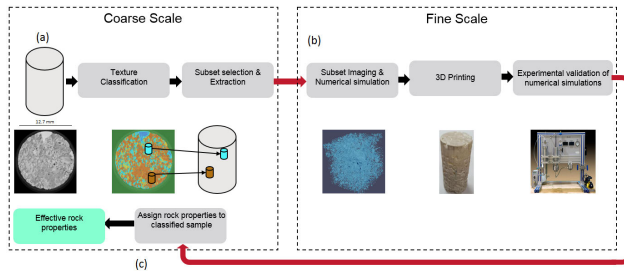 Coarse Scale
Fine Scale
(a)
(b)
Texture
Classification
Subset selection &
Extraction
Subset Imaging &
Numerical simulation
3D Printing
Experimental validation of
numerical simulations
12.7 mm
Effective rock
properties
Assign rock properties to
classified sample
(c)